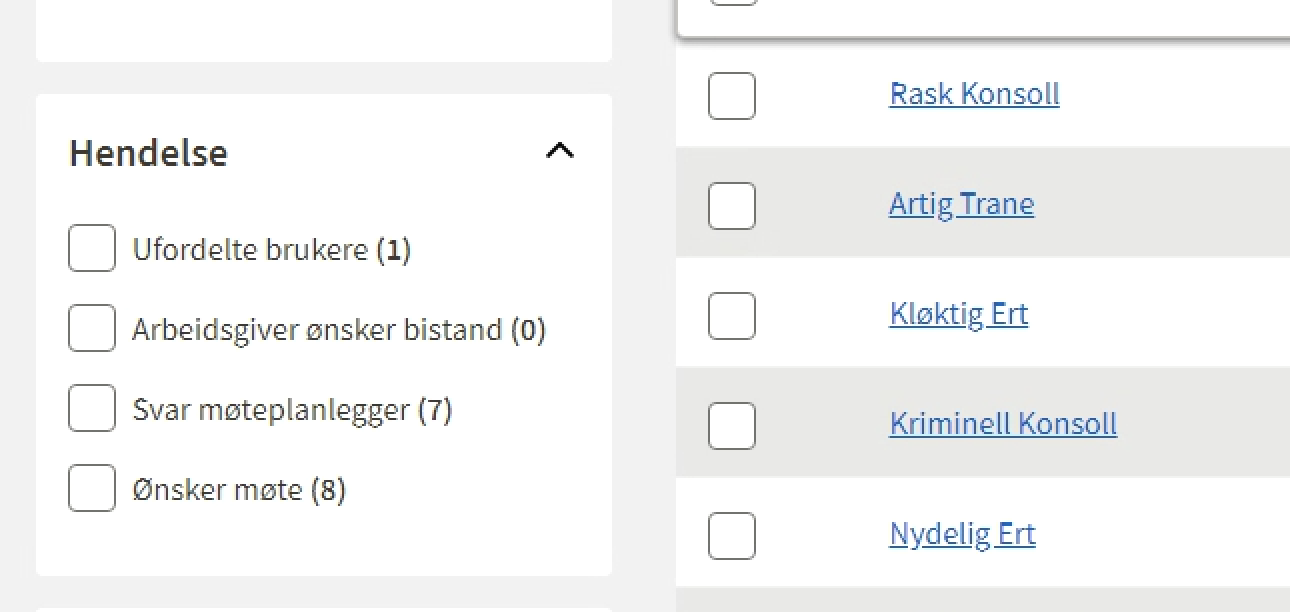 Hendelse
Ufordelte brukere (1)
Arbeidsgiver ønsker bistand (0)
Svar møteplanlegger (7)
Ønsker møte (8)
Rask Konsoll
Artig Trane
Kløktig Ert
Kriminell Konsoll
Nydelig Ert